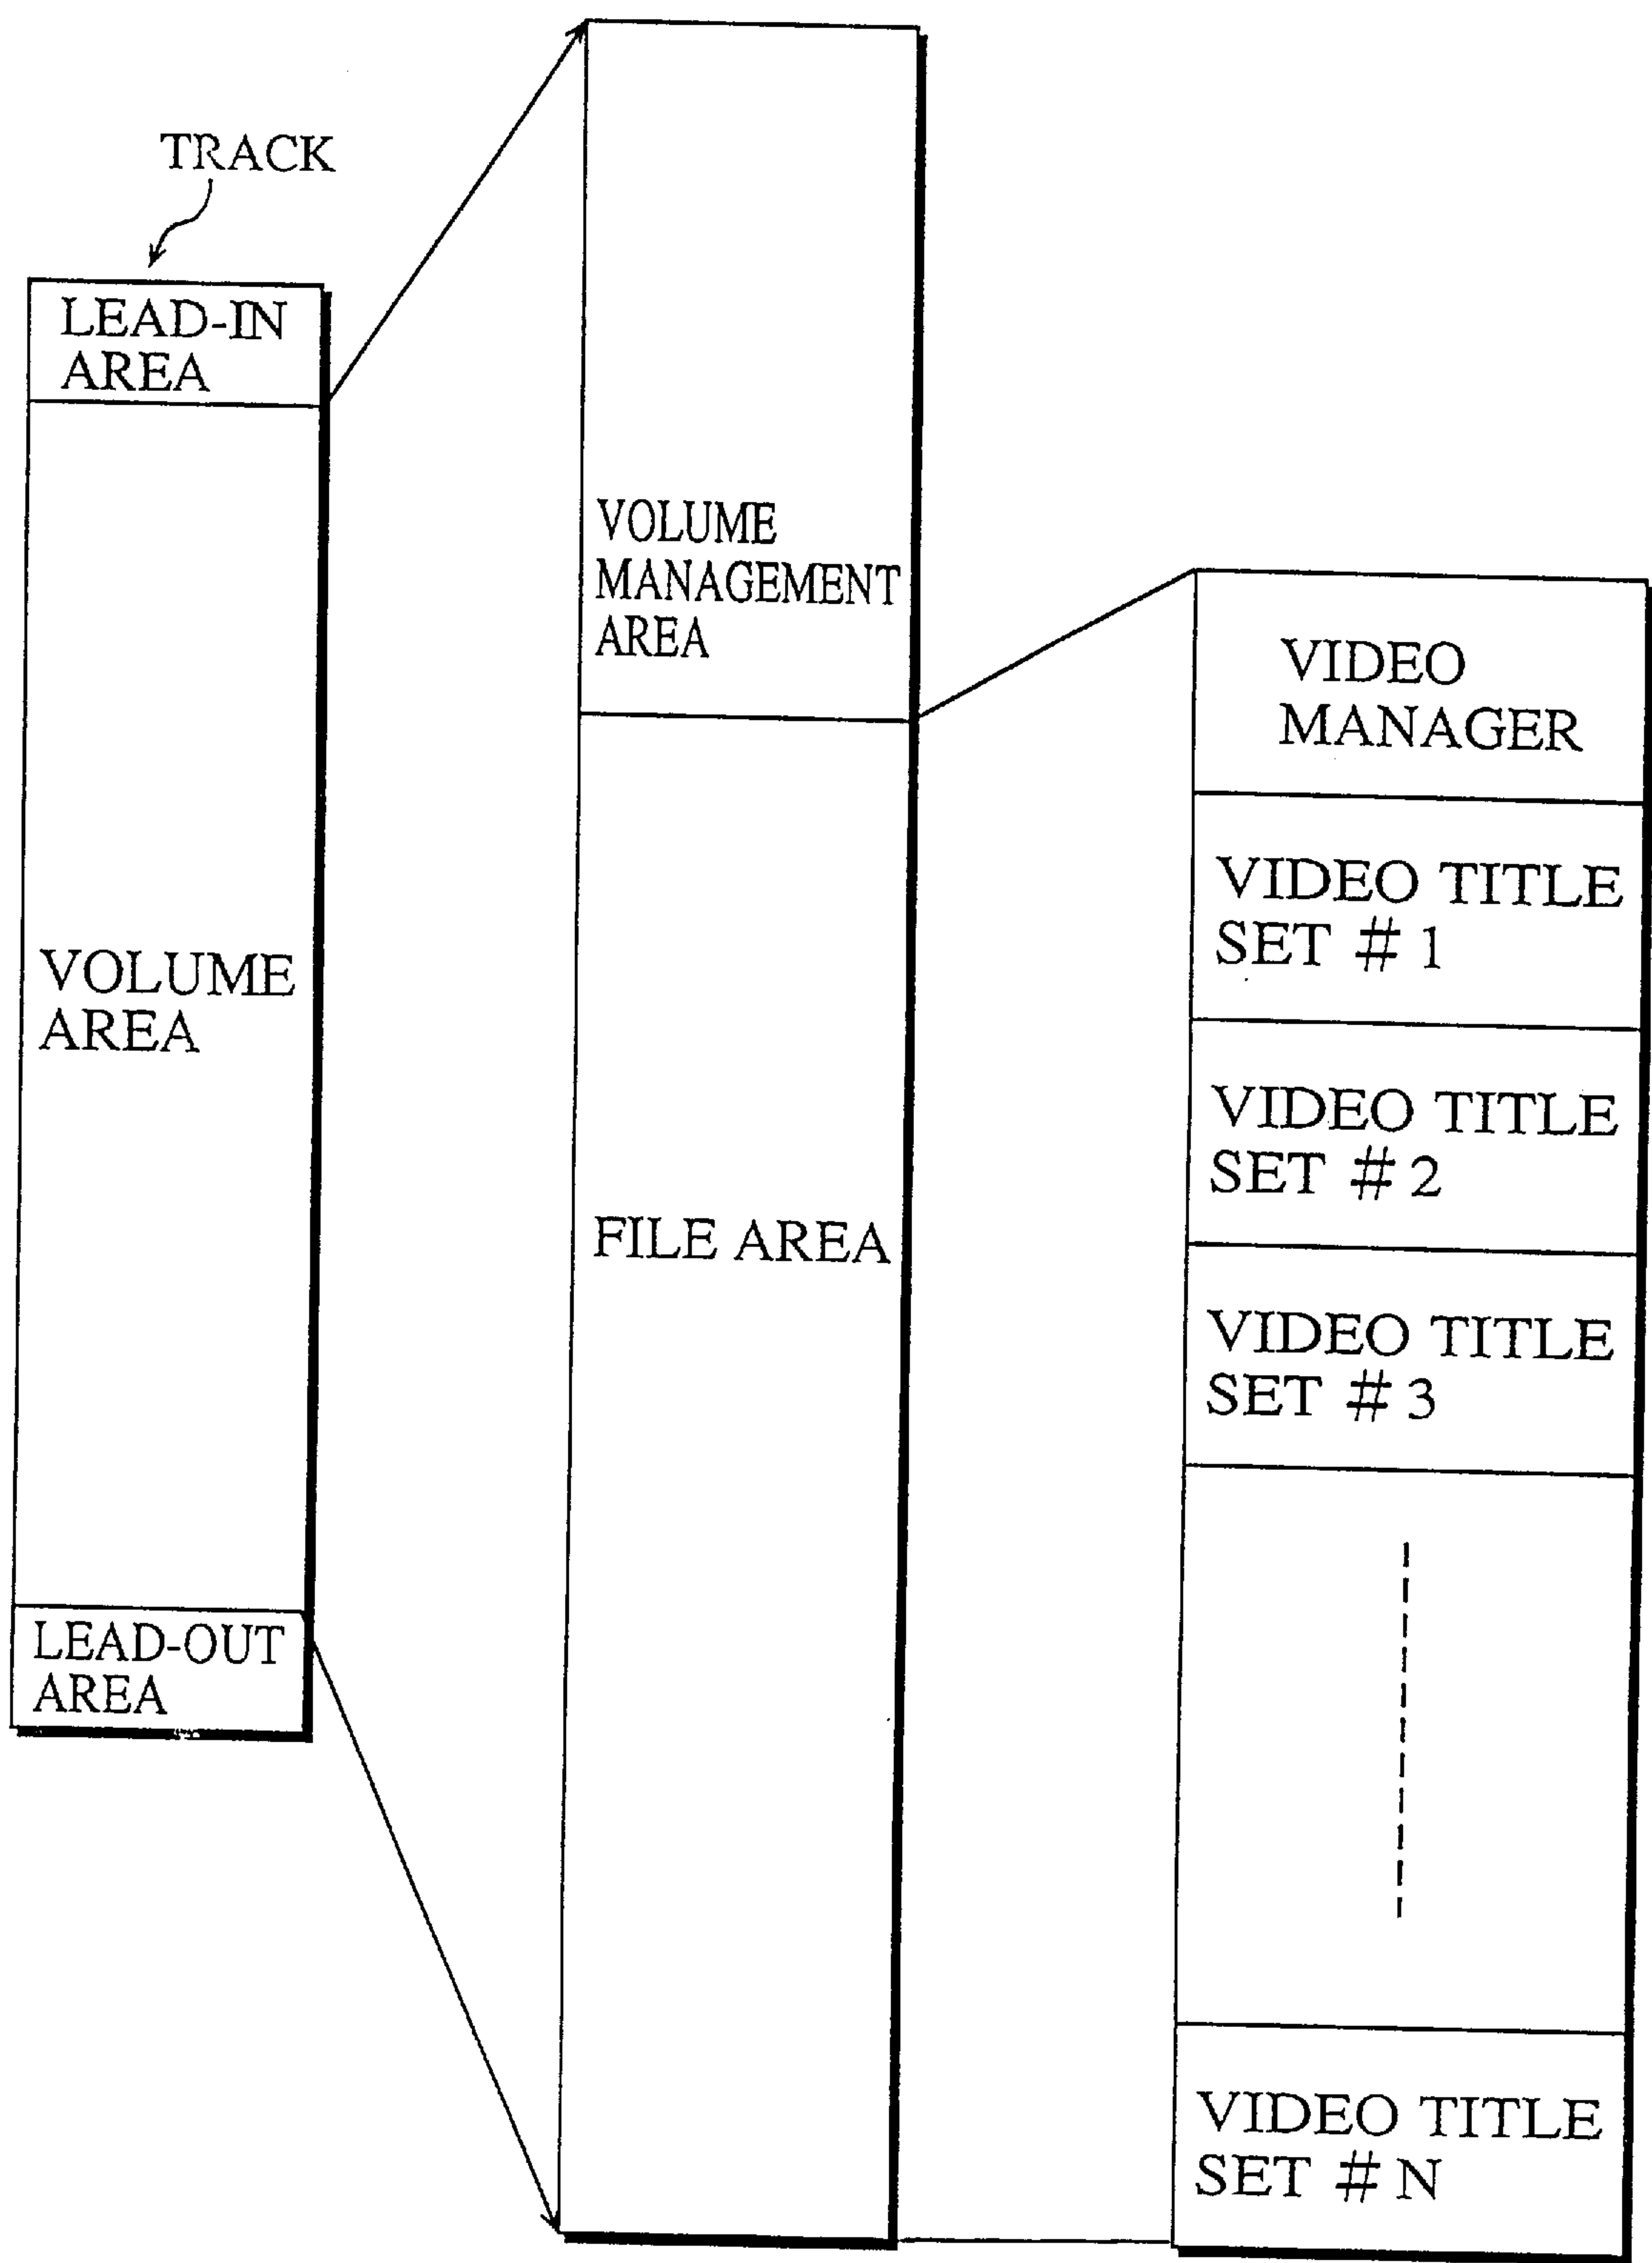 TRACK
LEAD-IN
AREA
VOLUME
AREA
LEAD-OUT
AREA
VOLUME
MANAGEMENT
AREA
FILE AREA
VIDEO
MANAGER
VIDEO TITLE
SET # 1
VIDEO TITLE
SET # 2
VIDEO TITLE
SET # 3
VIDEO TITLE
SET # N